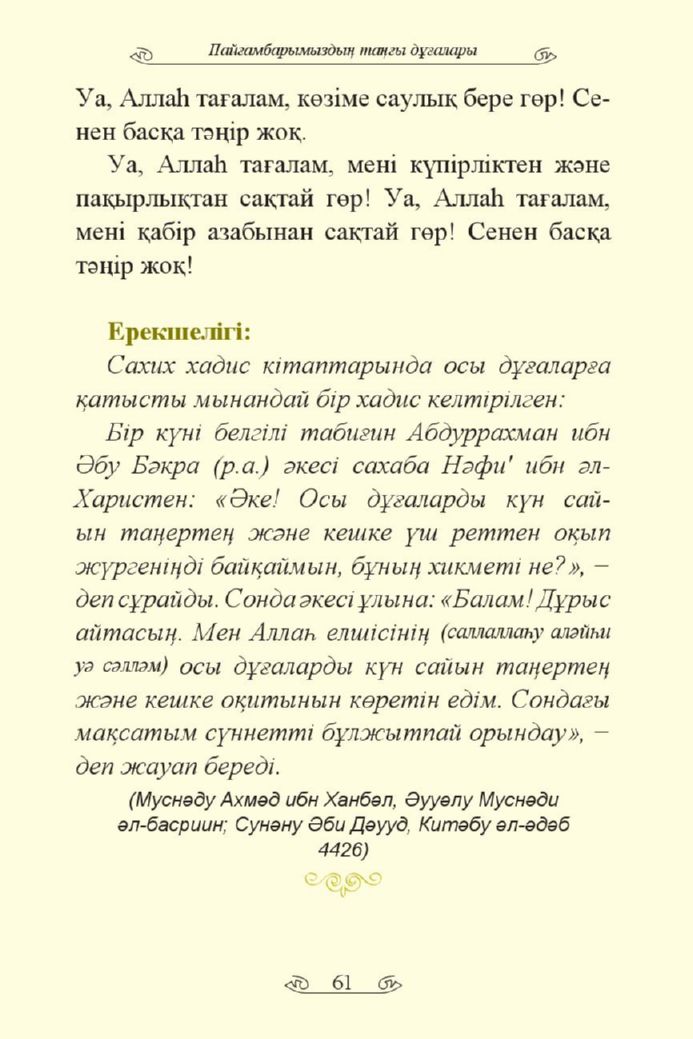 Пайғамбарымыздың таңғы дұғалары
Уа, Аллаһ тағалам, көзіме саулық бере гөр! Се-
нен басқа тәңір жоқ.
Уа, Аллаһ тағалам, мені күпірліктен және
пақырлықтан сақтай гөр! Уа, Аллаһ тағалам,
мені қабір азабынан сақтай гөр! Сенен басқа
тәңір жоқ!
Ерекшелігі:
Сахих хадис кітаптарында осы дұғаларға
қатысты мынандай бір хадис келтірілген:
Бір күні белгілі табиғин Абдуррахман ибн
Әбу Бәкра (р.а.) әкесі сахаба Нәфи' ибн әл-
Харистен: «Әке! Осы дұғаларды күн сай-
ын таңертең және кешке үш реттен оқып
жүргеніңді байқаймын, бұның хикметі не?», –
деп сұрайды. Сонда әкесі ұлына: «Балам! Дұрыс
айтасың. Мен Аллаһ елшісінің (саллаллаһу аләйһи
уә сәлләм) осы дұғаларды күн сайын таңертең
және кешке оқитынын көретін едім. Сондағы
мақсатым сүннетті бұлжытпай орындау», –
деп жауап береді.
(Муснәду Ахмәд ибн Ханбәл, Әууәлу Муснәди
әл-басриин; Сунәну Әби Дәууд, Китәбу әл-әдәб
4426)
61